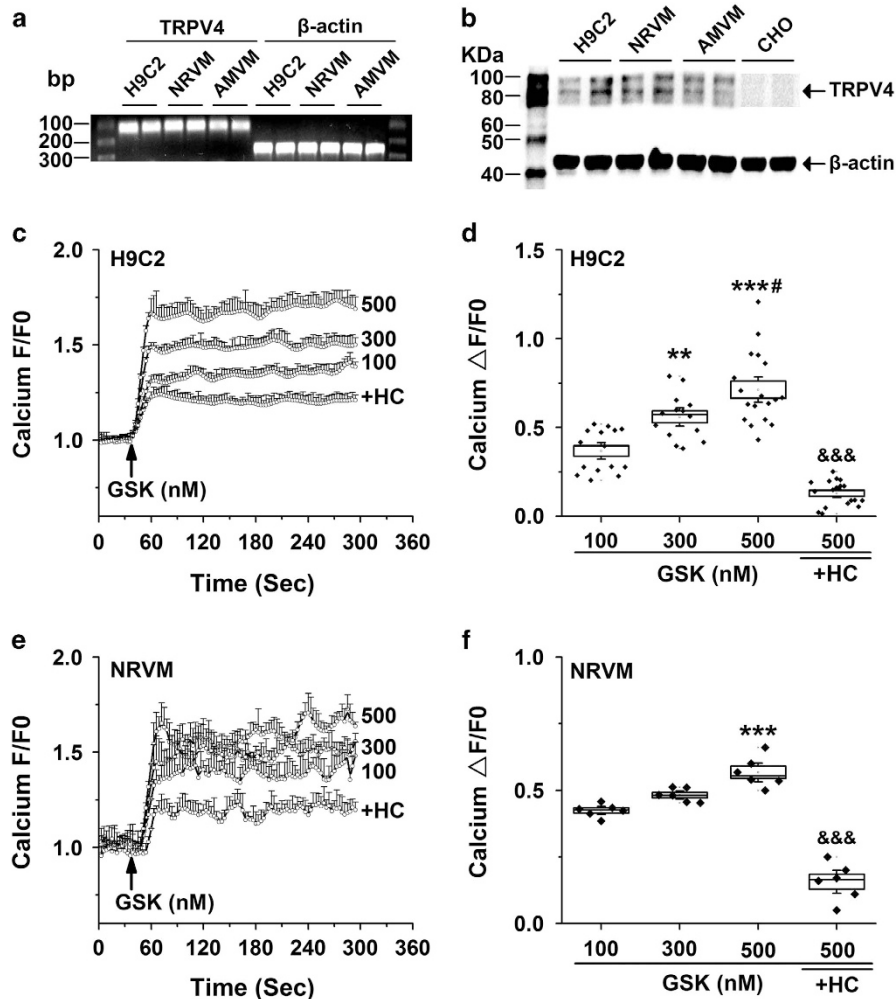 a
TRPV4 β-actin
bp
H9C2 NRVM AMVM H9C2 NRVM AMVM
100
200
300
b
H9C2 NRVM AMVM CHO
KDa
100
80
60
50
40
TRPV4
β-actin
c
H9C2
Calcium F/F0
2.0
1.5
1.0
500
300
100
+HC
GSK (nM)
0 60 120 180 240 300 360
Time (Sec)
d
H9C2
Calcium △F/F0
1.0
0.5
0.0
**
***#
&&&
100 300 500 500
GSK (nM) +HC
e
NRVM
Calcium F/F0
2.0
1.5
1.0
500
300
100
+HC
GSK (nM)
0 60 120 180 240 300 360
Time (Sec)
f
NRVM
Calcium △F/F0
1.0
0.5
0.0
***
&&&
100 300 500 500
GSK (nM) +HC